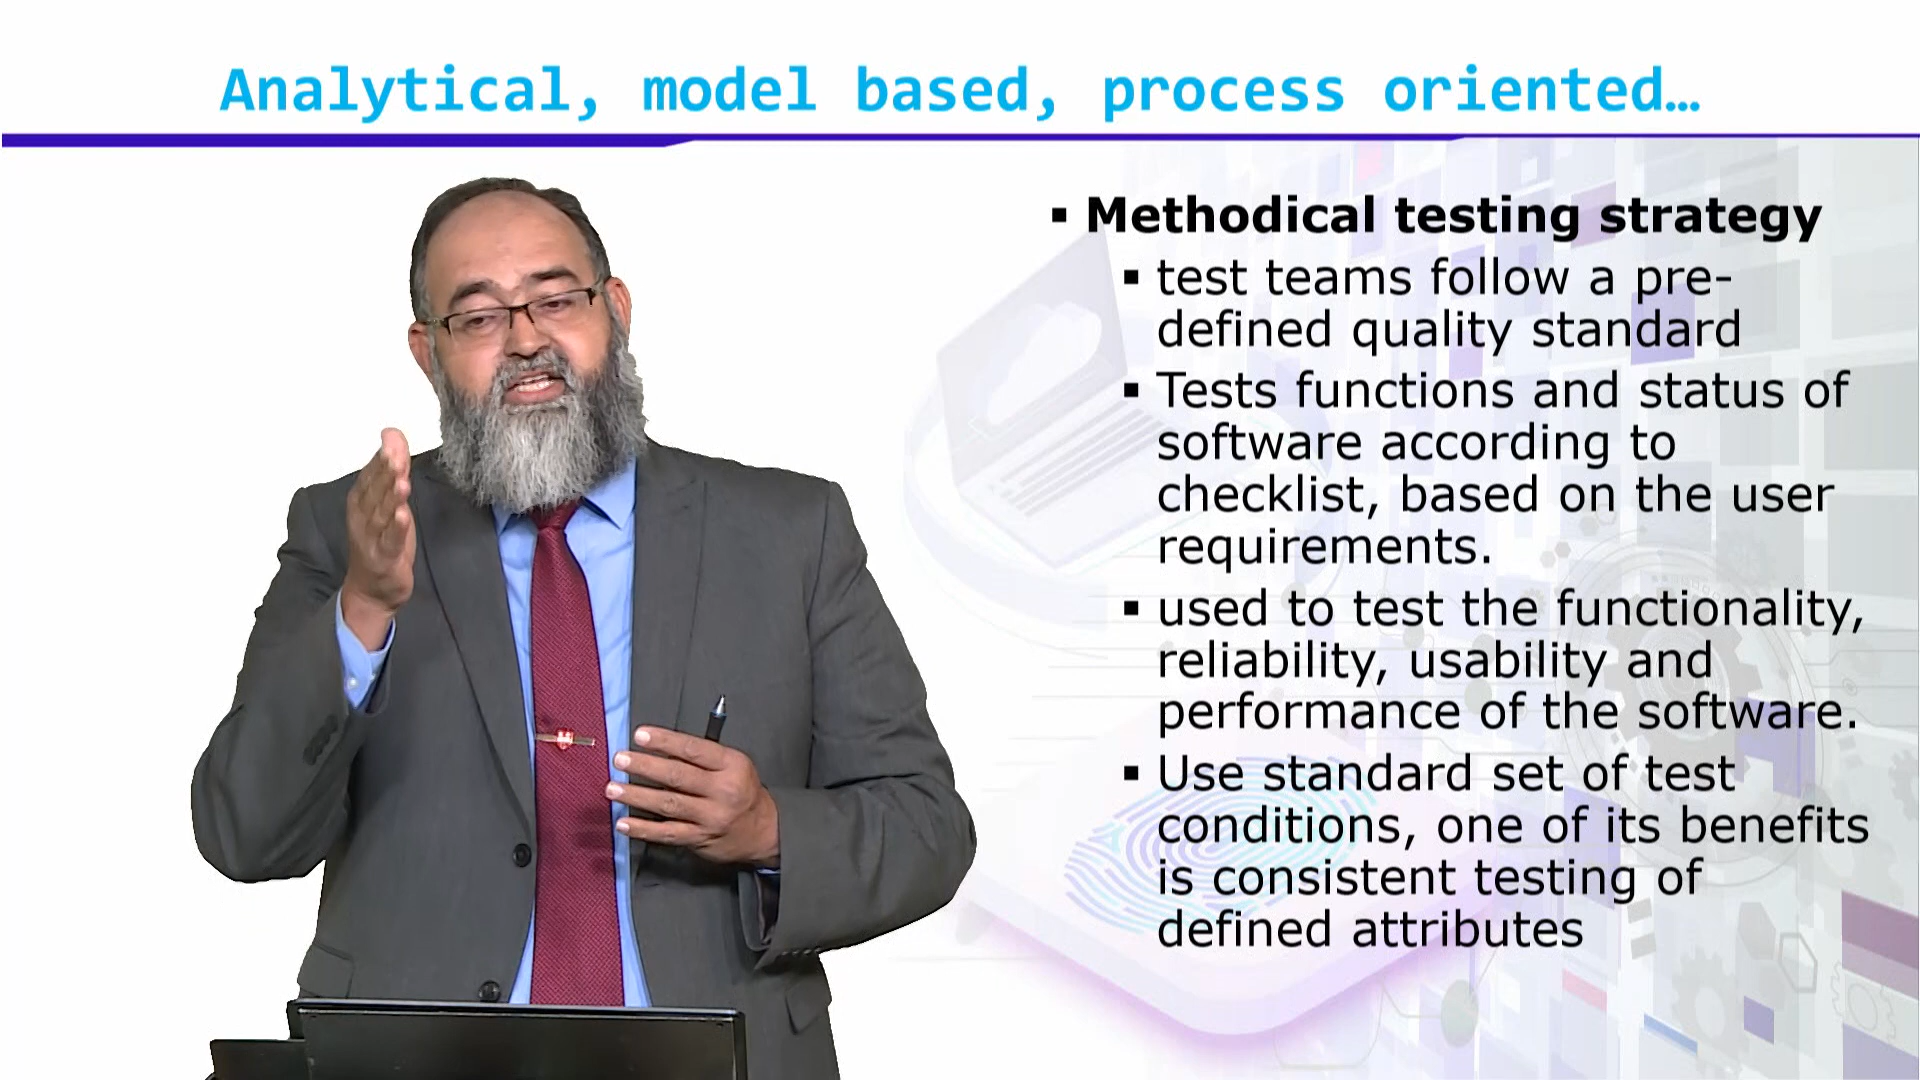 Analytical, model based, process oriented…
▪ Methodical testing strategy
▪ test teams follow a pre-
defined quality standard
▪ Tests functions and status of
software according to
checklist, based on the user
requirements.
▪ used to test the functionality,
reliability, usability and
performance of the software.
▪ Use standard set of test
conditions, one of its benefits
is consistent testing of
defined attributes